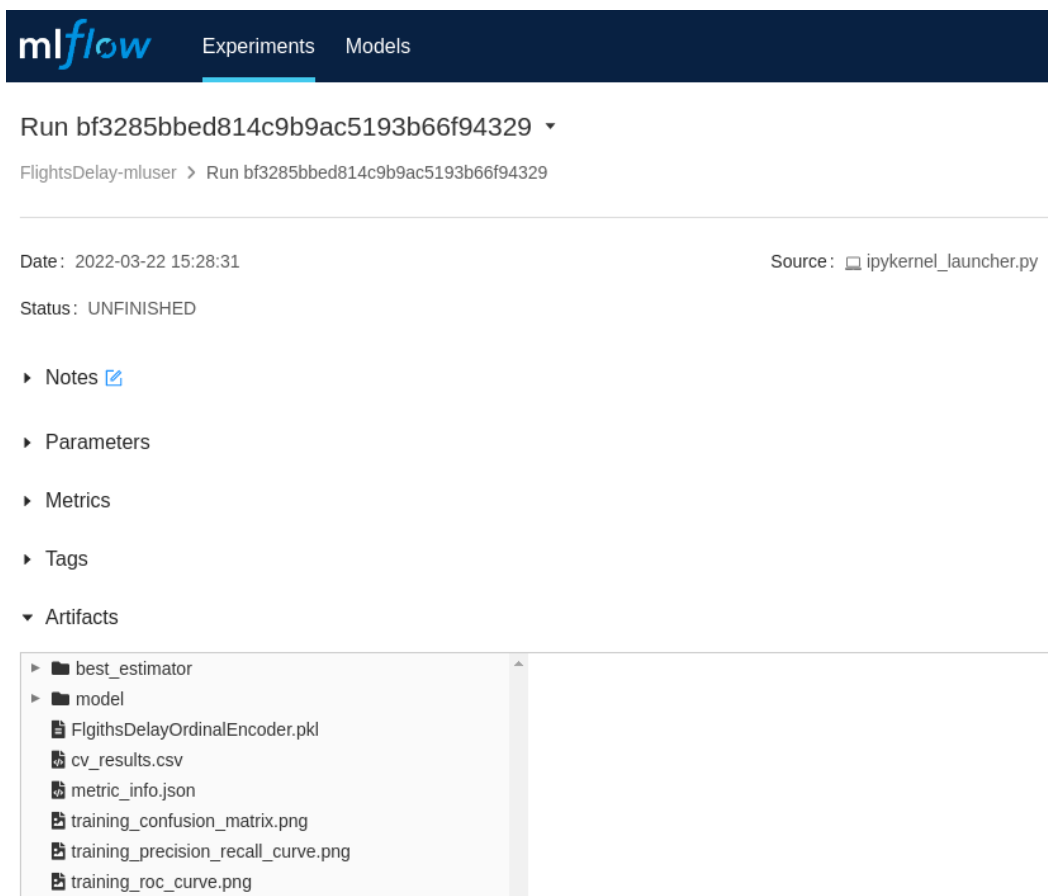 mlflow Experiments Models
Run bf3285bbed814c9b9ac5193b66f94329
FlightsDelay-mluser > Run bf3285bbed814c9b9ac5193b66f94329
Date: 2022-03-22 15:28:31 Source: ipykernel_launcher.py
Status: UNFINISHED
Notes
Parameters
Metrics
Tags
Artifacts
best_estimator
model
FlgithsDelayOrdinalEncoder.pkl
cv_results.csv
metric_info.json
training_confusion_matrix.png
training_precision_recall_curve.png
training_roc_curve.png